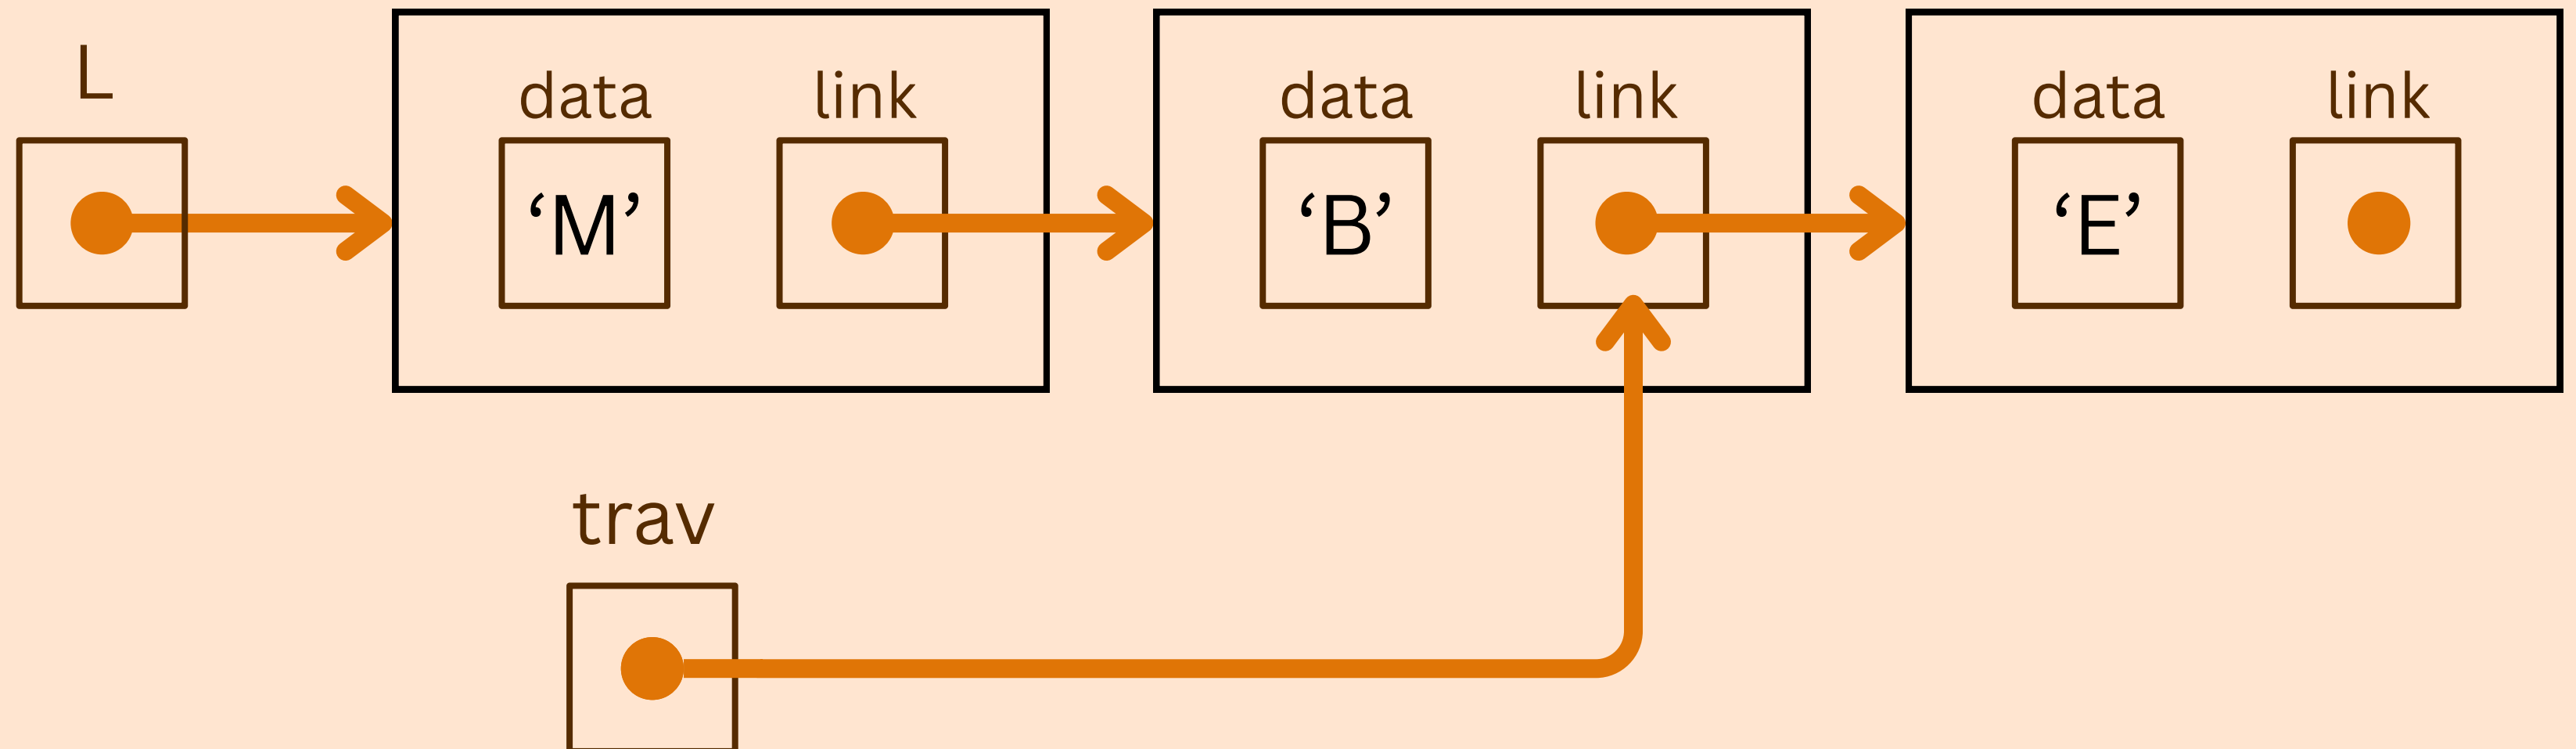 L
data link
data link
data link
‘M’
‘B’
‘E’
trav